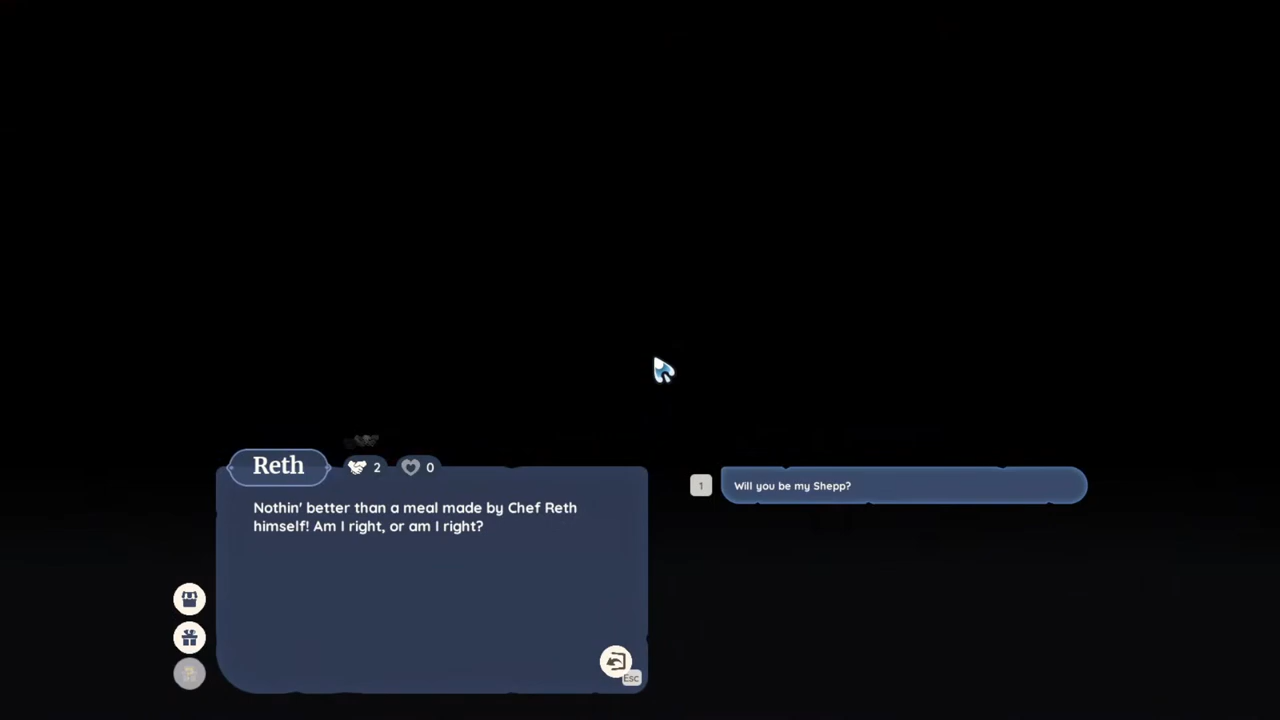 Reth
2
0
Nothin' better than a meal made by Chef Reth
himself! Am I right, or am I right?
1
Will you be my Shepp?
Esc